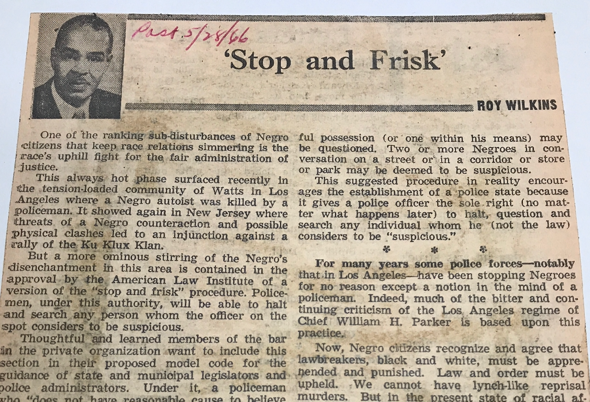 Post 5/28/66
'Stop and Frisk'
ROY WILKINS
One of the ranking sub-disturbances of Negro
citizens that keep race relations simmering is the
race's uphill fight for the fair administration of
justice.
This always hot phase surfaced recently in
the tension-loaded community of Watts in Los
Angeles where a Negro autoist was killed by a
policeman. It showed again in New Jersey where
threats of a Negro counteraction and possible
physical clashes led to an injunction against a
rally of the Ku Klux Klan.
But a more ominous stirring of the Negro's
disenchantment in this area is contained in the
approval by the American Law Institute of a
version of the "stop and frisk" procedure. Police-
men, under this authority, will be able to halt
and search any person whom the officer on the
spot considers to be suspicious.
Thoughtful and learned members of the bar
in the private organization want to include this
section in their proposed model code for the
guidance of state and municipal legislators and
police administrators. Under it, a policeman
who "does not have reasonable cause to believe
ful possession (or one within his means) may
be questioned. Two or more Negroes in con-
versation on a street or in a corridor or store
or park may be deemed to be suspicious.
This suggested procedure in reality encour-
ages the establishment of a police state because
it gives a police officer the sole right (no mat-
ter what happens later) to halt, question and
search any individual whom he (not the law)
considers to be "suspicious."
* * *
For many years some police forces—notably
that in Los Angeles—have been stopping Negroes
for no reason except a notion in the mind of a
policeman. Indeed, much of the bitter and con-
tinuing criticism of the Los Angeles regime of
Chief William H. Parker is based upon this
practice.
Now, Negro citizens recognize and agree that
lawbreakers, black and white, must be appre-
hended and punished. Law and order must be
upheld. We cannot have lynch-like reprisal
murders. But in the present state of racial af-